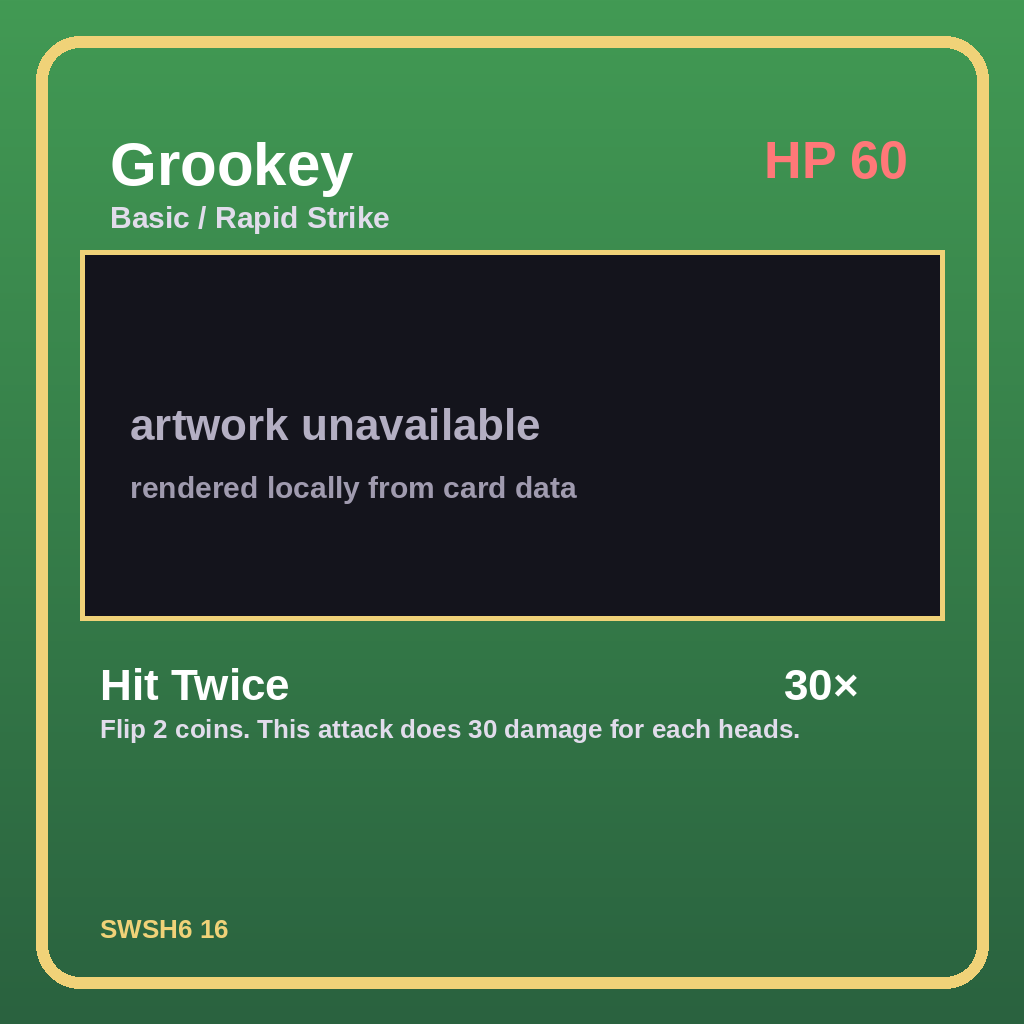 Grookey
HP 60
Basic / Rapid Strike
artwork unavailable
rendered locally from card data
Hit Twice
30×
Flip 2 coins. This attack does 30 damage for each heads.
SWSH6 16